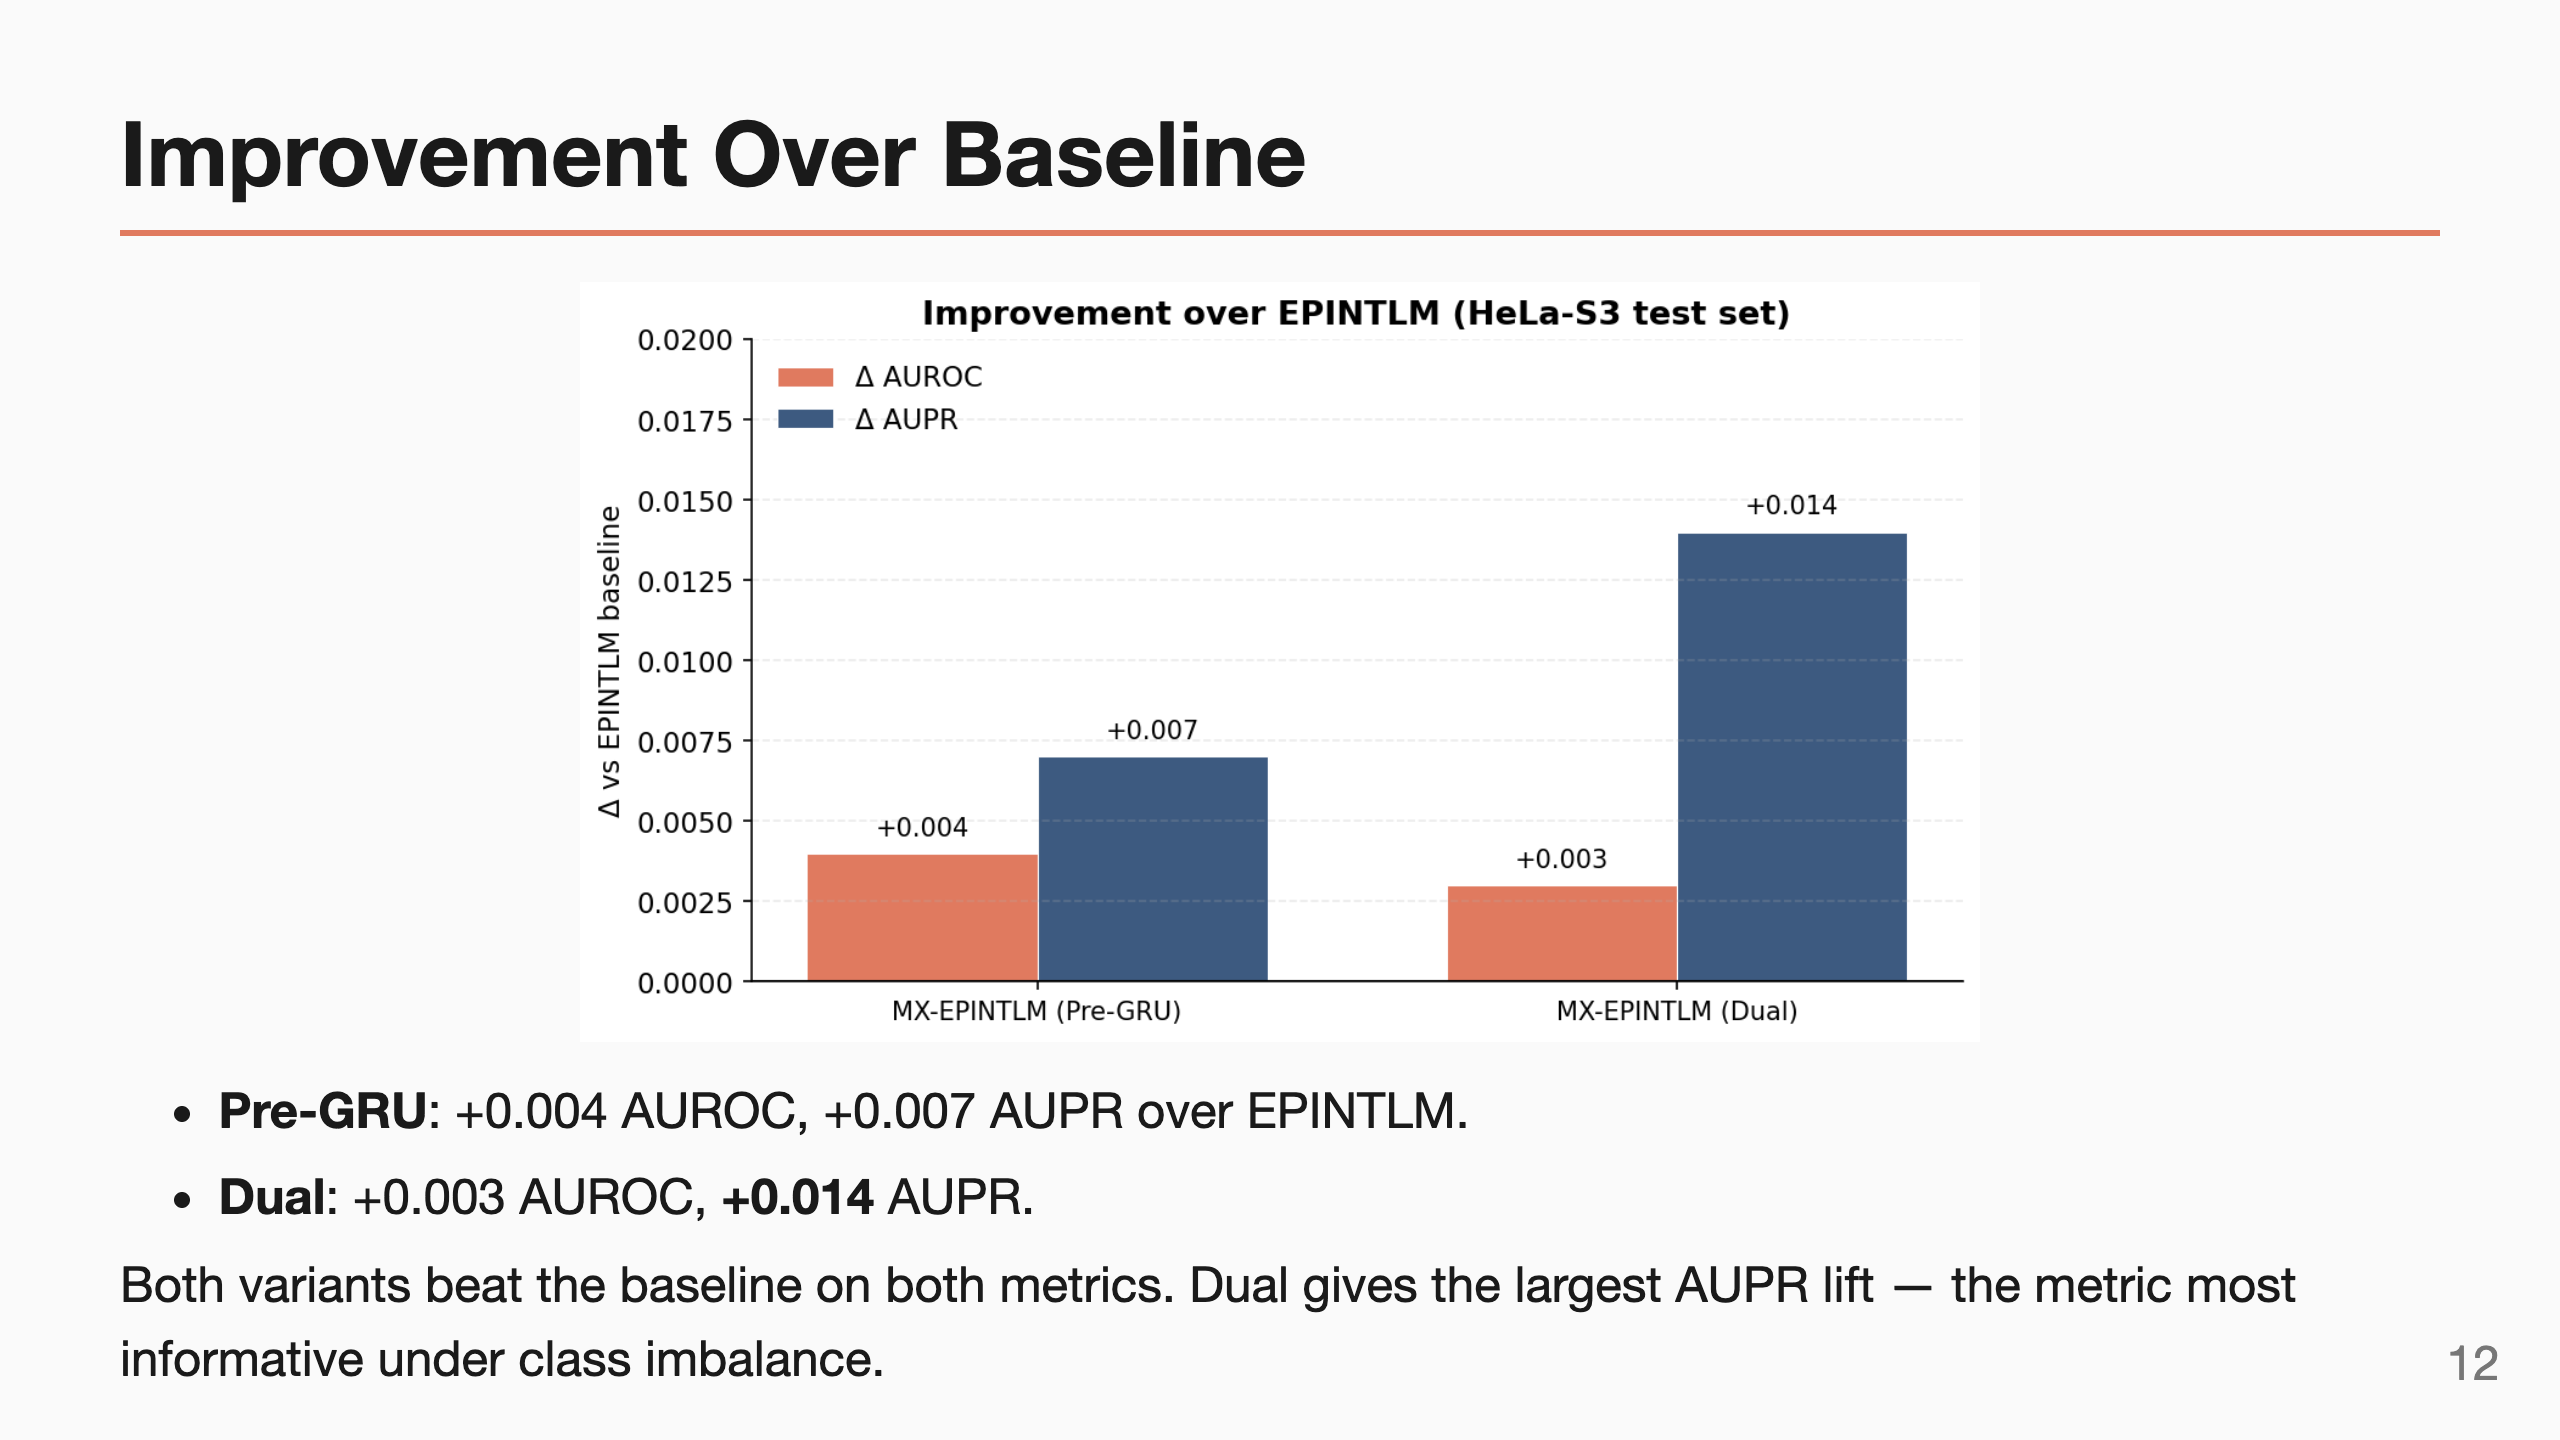 Improvement Over Baseline
Improvement over EPINTLM (HeLa-S3 test set)
Δ vs EPINTLM baseline
0.0200
0.0175
0.0150
0.0125
0.0100
0.0075
0.0050
0.0025
0.0000
Δ AUROC
Δ AUPR
+0.004
+0.007
+0.003
+0.014
MX-EPINTLM (Pre-GRU)
MX-EPINTLM (Dual)
• Pre-GRU: +0.004 AUROC, +0.007 AUPR over EPINTLM.
• Dual: +0.003 AUROC, +0.014 AUPR.
Both variants beat the baseline on both metrics. Dual gives the largest AUPR lift — the metric most
informative under class imbalance.
12